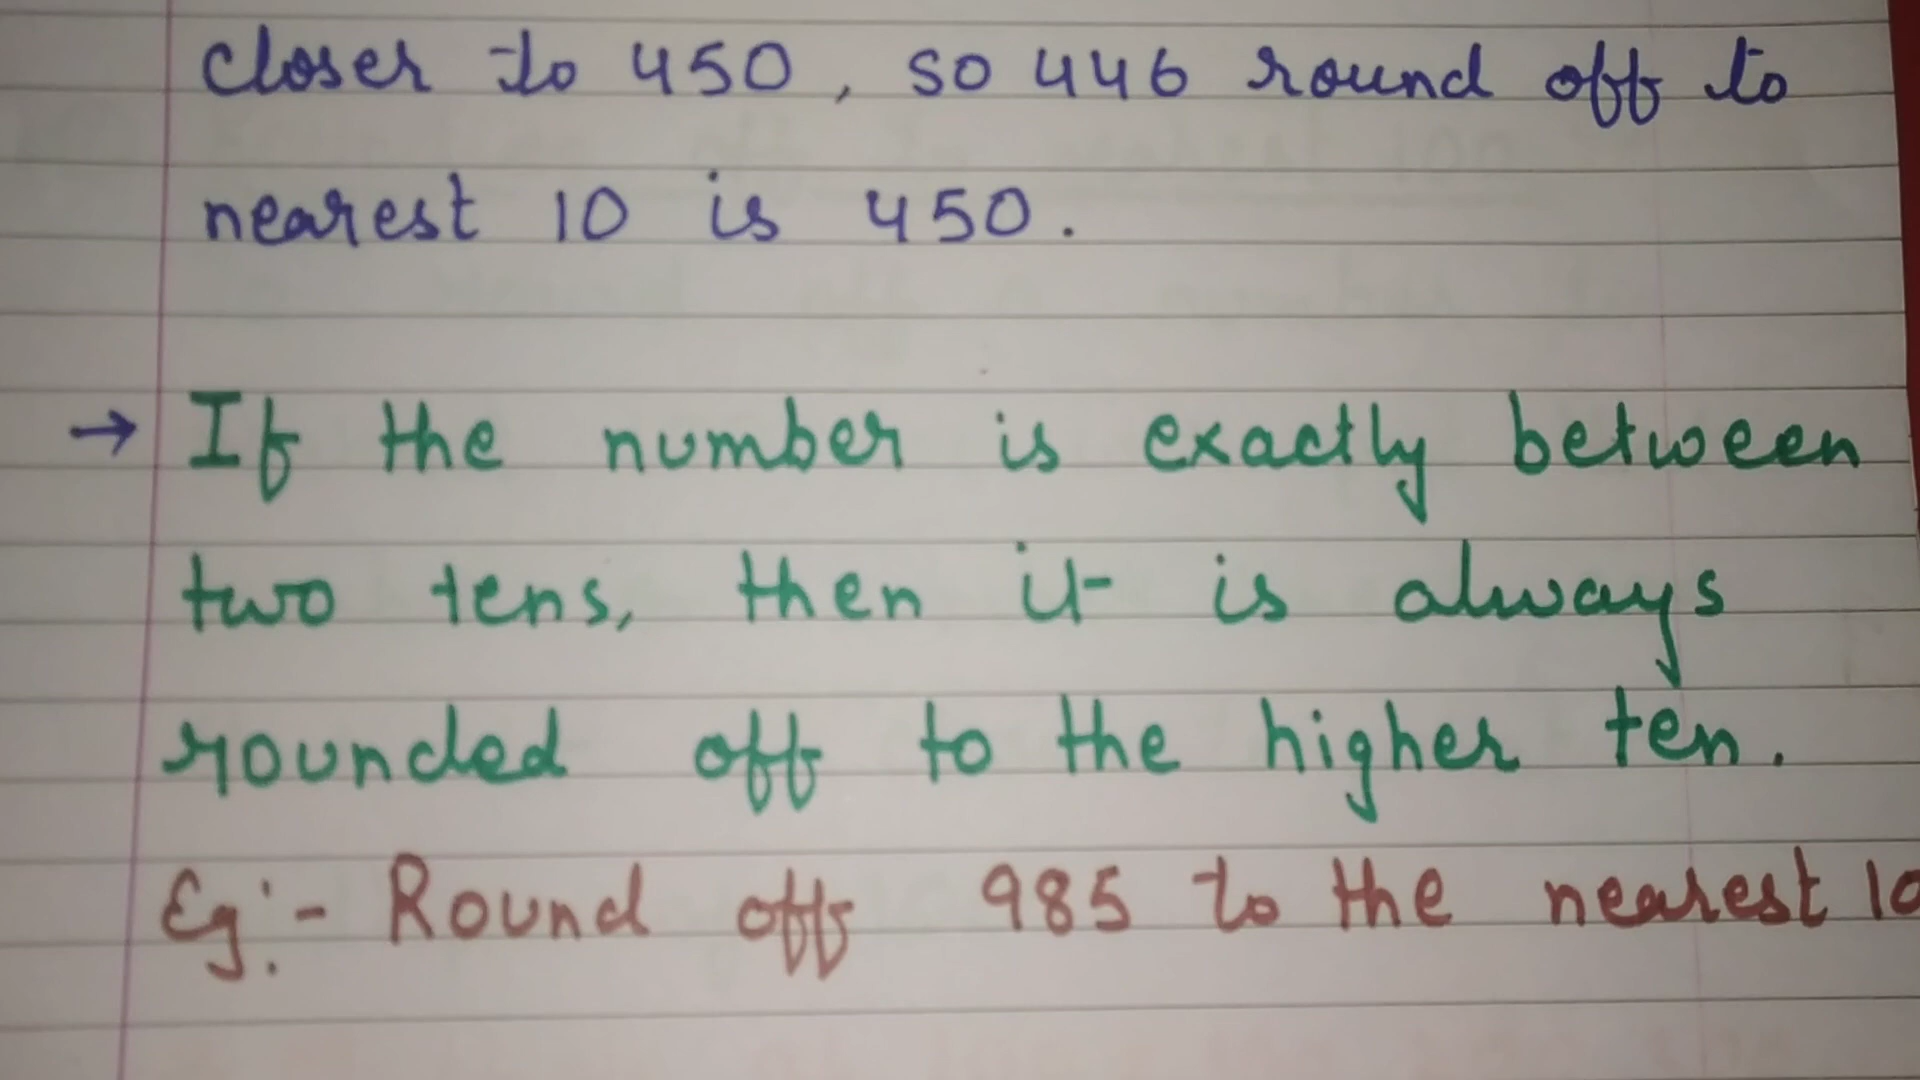 closer to 450, so 446 round off to
nearest 10 is 450.
→ If the number is exactly between
two tens, then it is always
rounded off to the higher ten.
Eg:- Round off 985 to the nearest 10